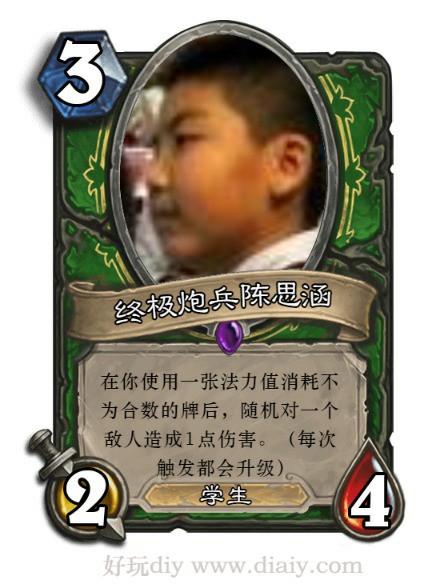 3
终极炮兵陈思涵
在你使用一张法力值消耗不
为合数的牌后，随机对一个
敌人造成1点伤害。（每次
触发都会升级）
学生
2
4
好玩diy www.diaiy.com